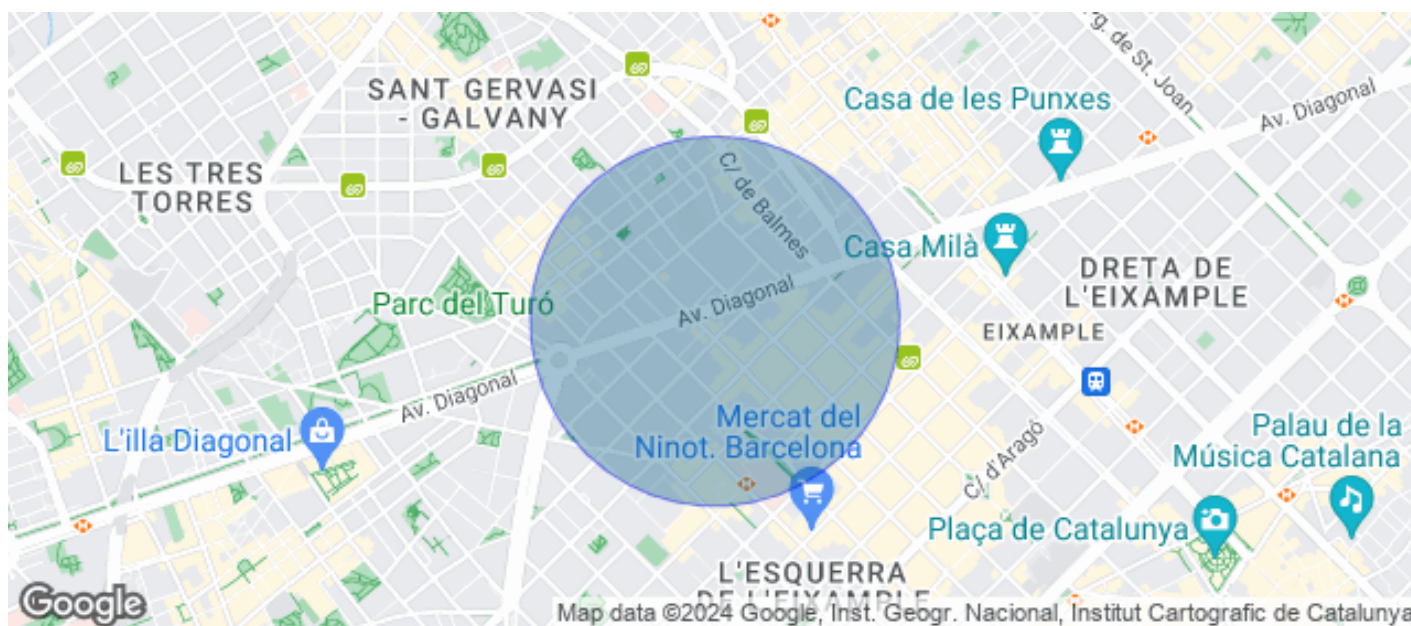 rg. de St. Joan
SANT GERVASI
- GALVANY
Casa de les Punxes
Av. Diagonal
LES TRES
TORRES
C/ de Balmes
Casa Milà
DRETA DE
L'EIXAMPLE
Parc del Turó
Av. Diagonal
EIXAMPLE
Av. Diagonal
L'illa Diagonal
Mercat del
Ninot. Barcelona
C/ d'Aragó
Palau de la
Música Catalana
Plaça de Catalunya
L'ESQUERRA
DE L'EIXAMPLE
Google
Map data ©2024 Google, Inst. Geogr. Nacional, Institut Cartografic de Catalunya